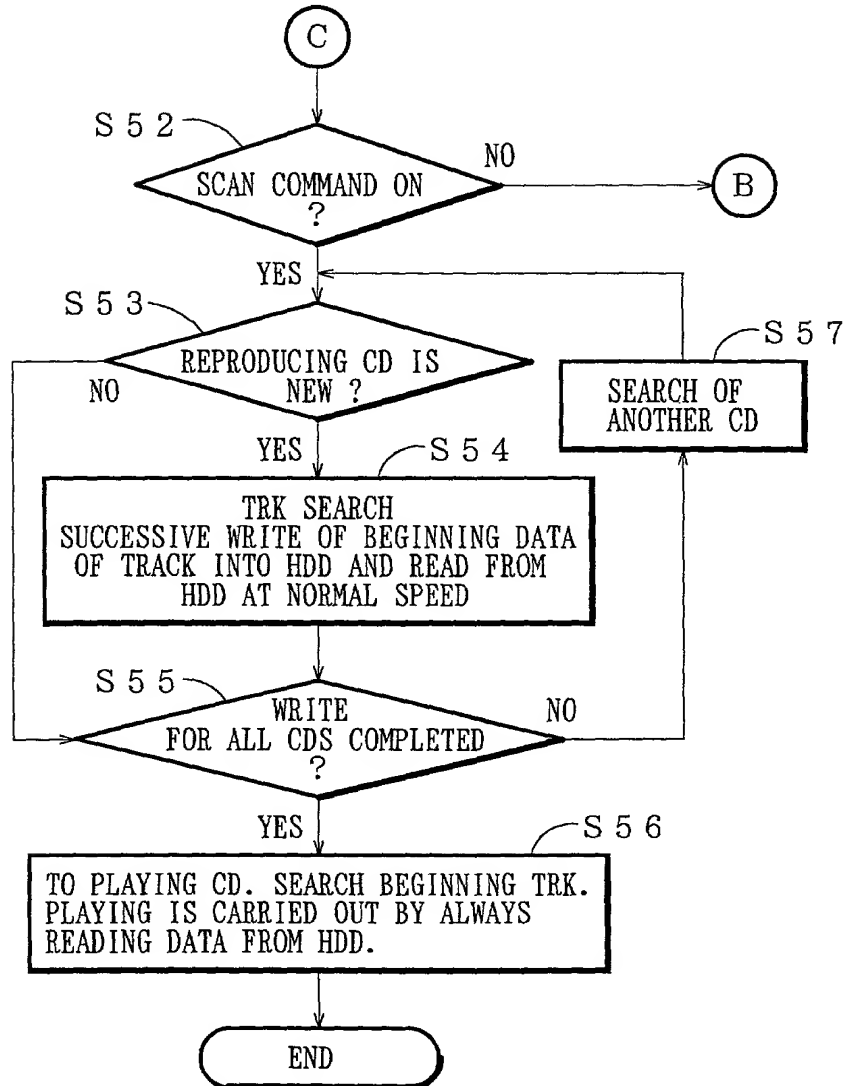 C
S52
SCAN COMMAND ON
?
NO
B
YES
S53
REPRODUCING CD IS
NEW ?
NO
S57
SEARCH OF
ANOTHER CD
YES
S54
TRK SEARCH
SUCCESSIVE WRITE OF BEGINNING DATA
OF TRACK INTO HDD AND READ FROM
HDD AT NORMAL SPEED
S55
WRITE
FOR ALL CDS COMPLETED
?
NO
YES
S56
TO PLAYING CD. SEARCH BEGINNING TRK.
PLAYING IS CARRIED OUT BY ALWAYS
READING DATA FROM HDD.
END